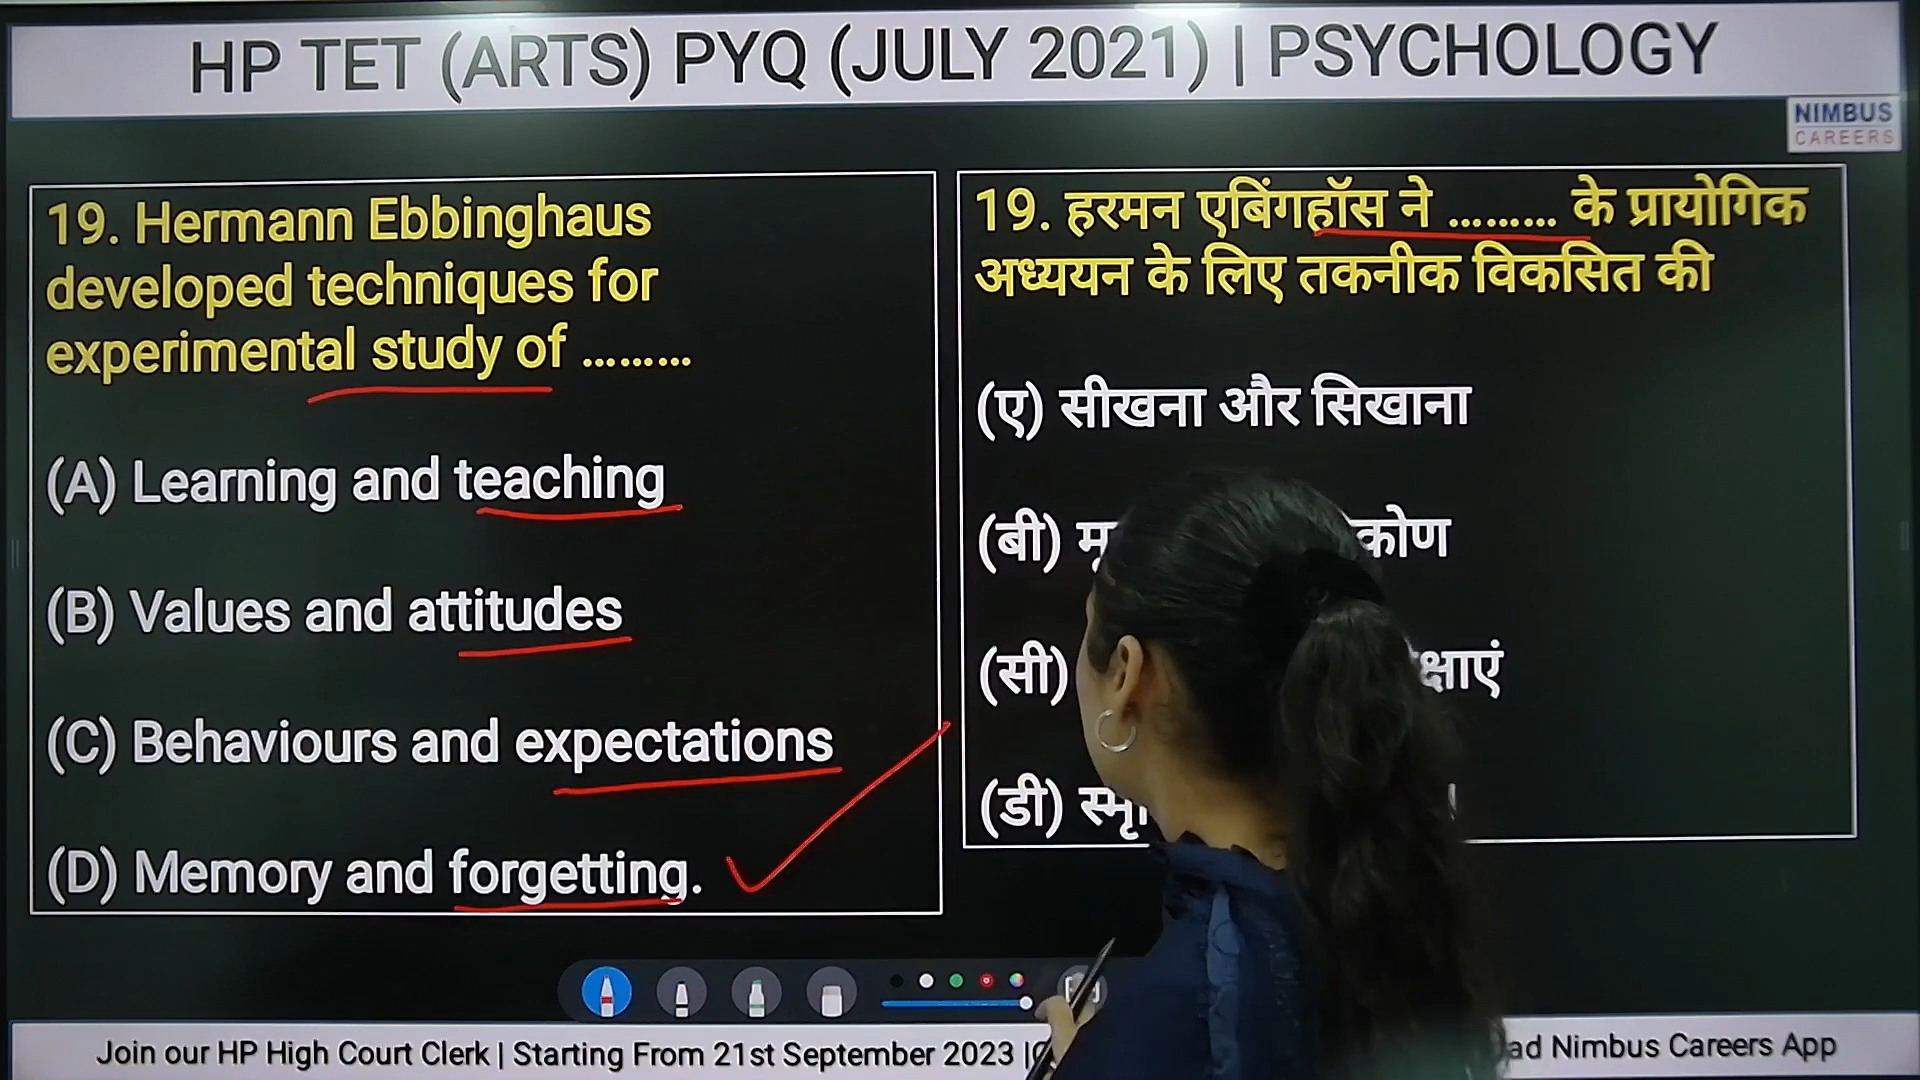 HP TET (ARTS) PYQ (JULY 2021) | PSYCHOLOGY
NIMBUS
CAREERS
19. Hermann Ebbinghaus
developed techniques for
experimental study of .........
(A) Learning and teaching
(B) Values and attitudes
(C) Behaviours and expectations
(D) Memory and forgetting.
19. हरमन एबिंगहॉस ने ......... के प्रायोगिक
अध्ययन के लिए तकनीक विकसित की
(ए) सीखना और सिखाना
(बी)
(सी)
(डी)
Join our HP High Court Clerk | Starting From 21st September 2023 | Nimbus Careers App